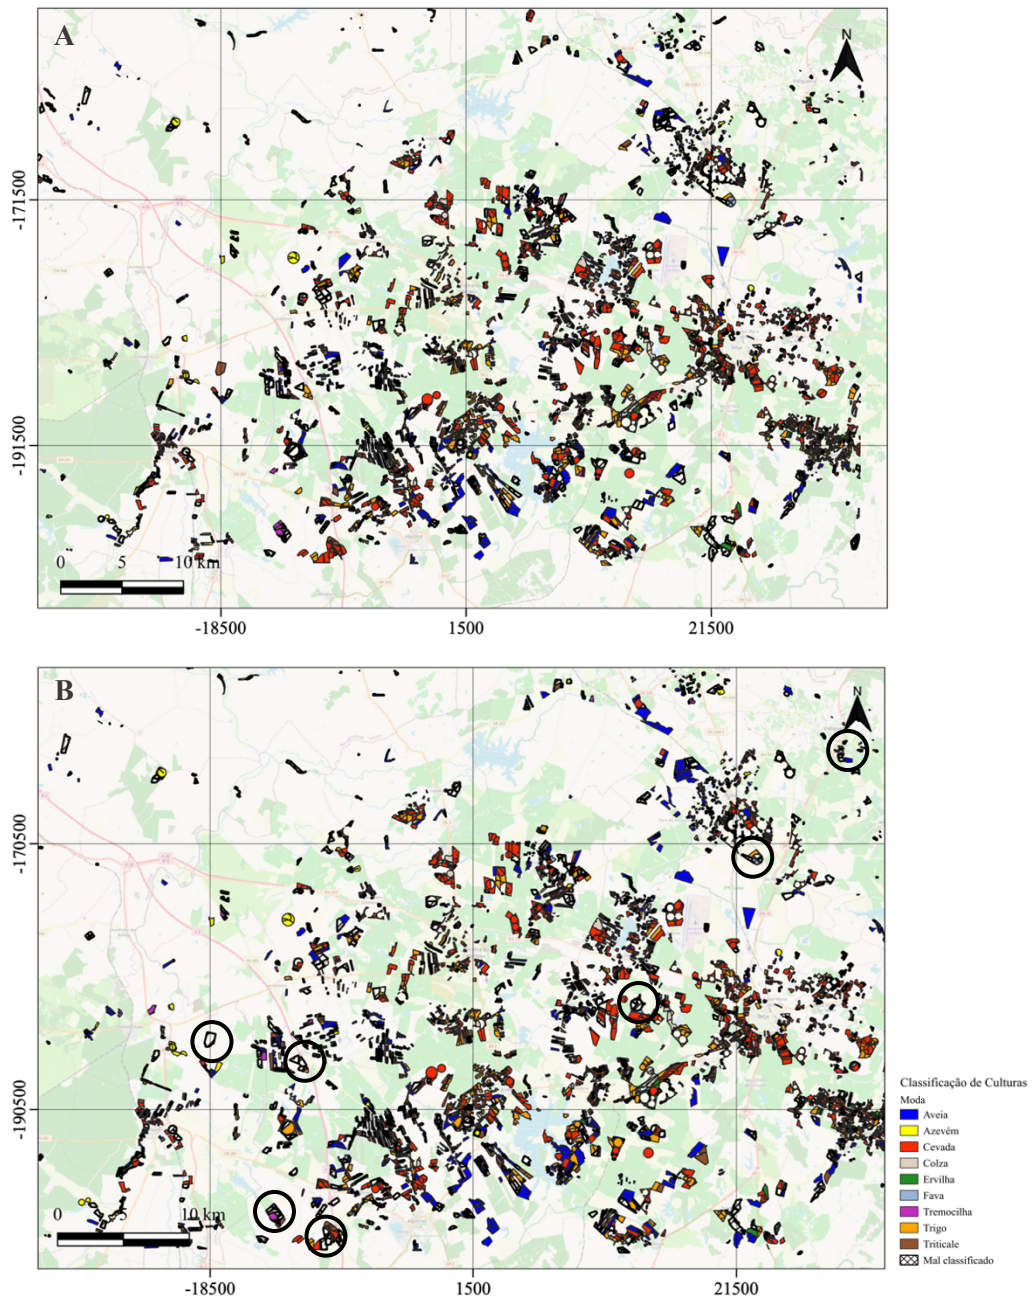 A
N
-171500
-191500
0 5 10 km
-18500 1500 21500
B
N
-170500
-190500
0 5 10 km
-18500 1500 21500
Classificação de Culturas
Moda
Aveia
Azevém
Cevada
Colza
Ervilha
Fava
Tremocilha
Trigo
Triticale
Mal classificado